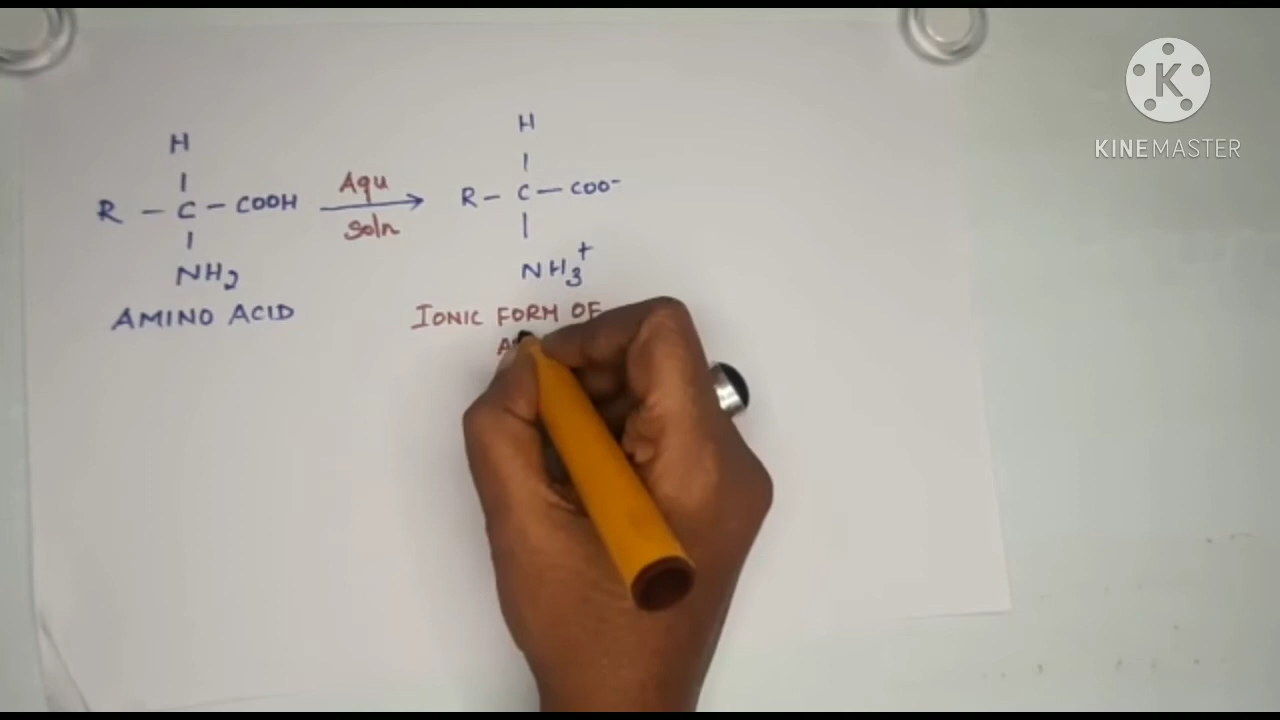 H
|
R - C - COOH
|
NH2
AMINO ACID
Aqu
Soln
H
|
R - C - COO-
|
NH3+
IONIC FORM OF
A
K
KINEMASTER